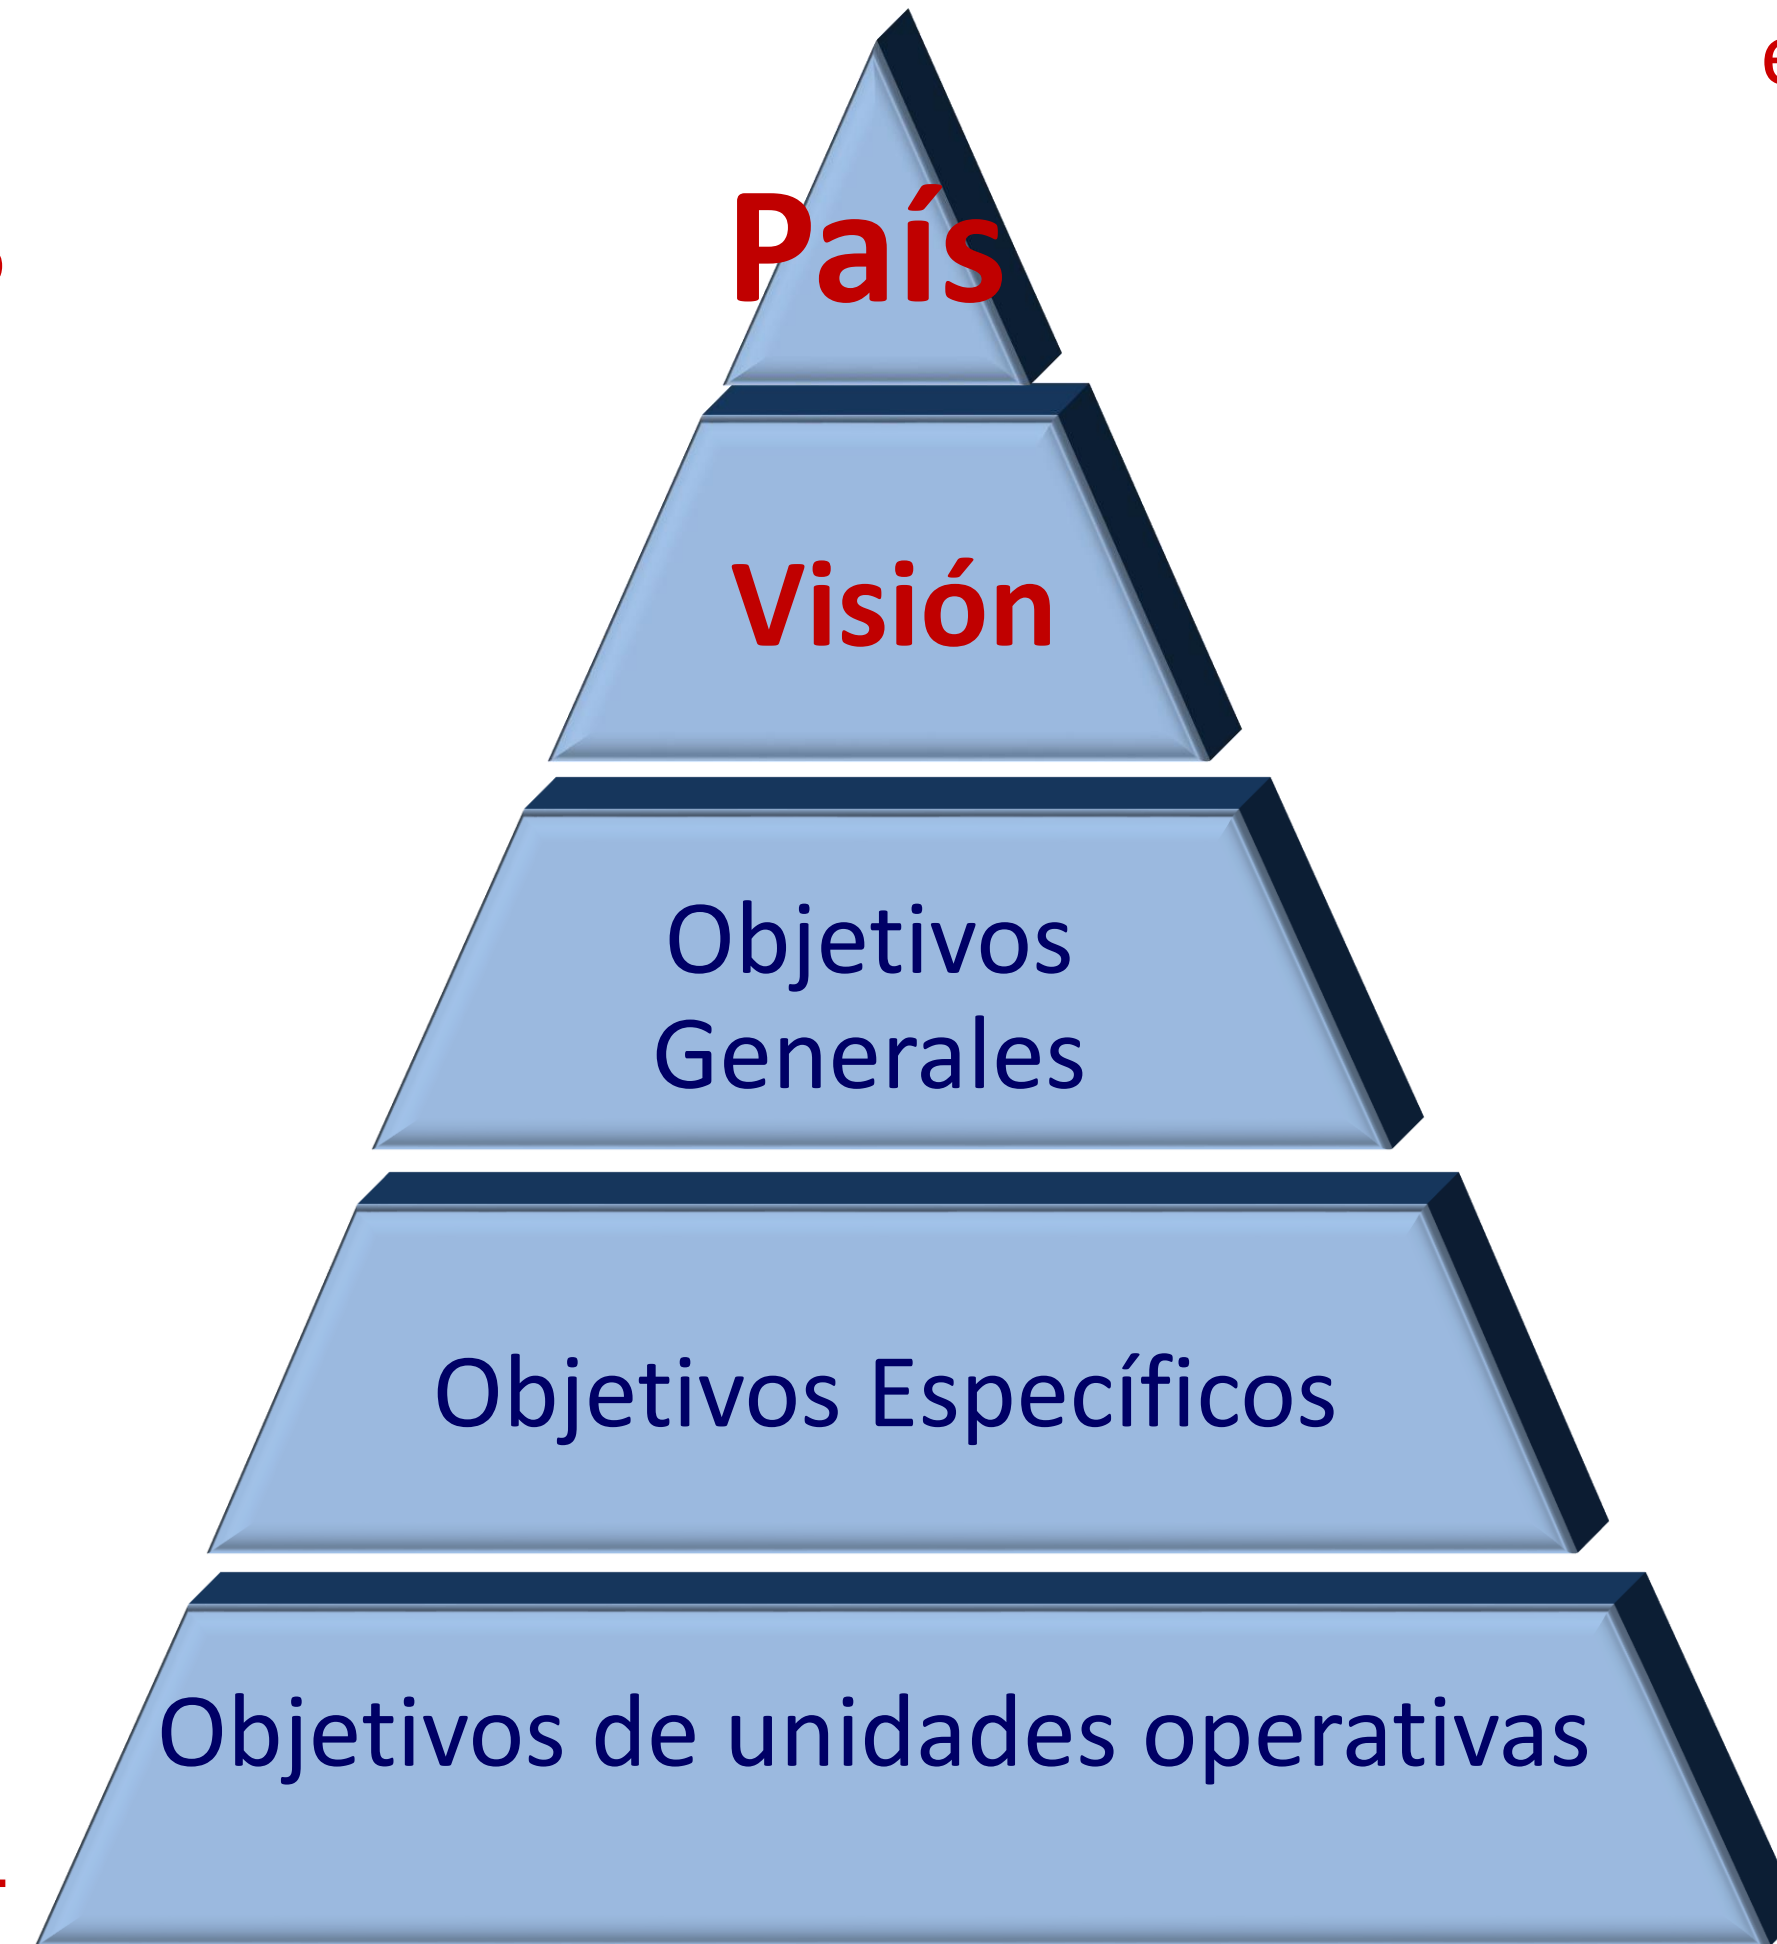 País
Visión
Objetivos
Generales
Objetivos Específicos
Objetivos de unidades operativas